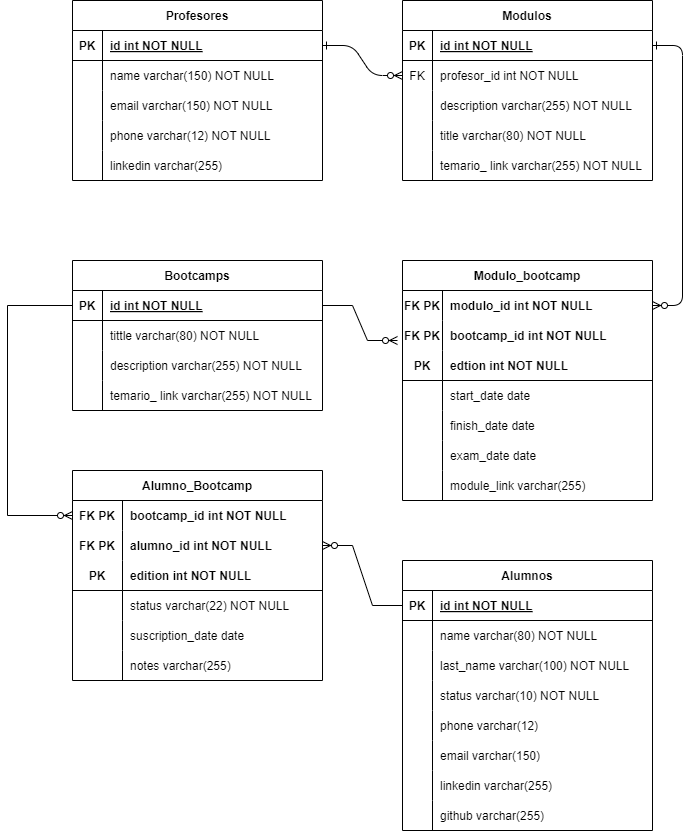 Profesores
PK id int NOT NULL
name varchar(150) NOT NULL
email varchar(150) NOT NULL
phone varchar(12) NOT NULL
linkedin varchar(255)
Modulos
PK id int NOT NULL
FK profesor_id int NOT NULL
description varchar(255) NOT NULL
title varchar(80) NOT NULL
temario_ link varchar(255) NOT NULL
Bootcamps
PK id int NOT NULL
tittle varchar(80) NOT NULL
description varchar(255) NOT NULL
temario_ link varchar(255) NOT NULL
Modulo_bootcamp
FK PK modulo_id int NOT NULL
FK PK bootcamp_id int NOT NULL
PK edtion int NOT NULL
start_date date
finish_date date
exam_date date
module_link varchar(255)
Alumno_Bootcamp
FK PK bootcamp_id int NOT NULL
FK PK alumno_id int NOT NULL
PK edition int NOT NULL
status varchar(22) NOT NULL
suscription_date date
notes varchar(255)
Alumnos
PK id int NOT NULL
name varchar(80) NOT NULL
last_name varchar(100) NOT NULL
status varchar(10) NOT NULL
phone varchar(12)
email varchar(150)
linkedin varchar(255)
github varchar(255)